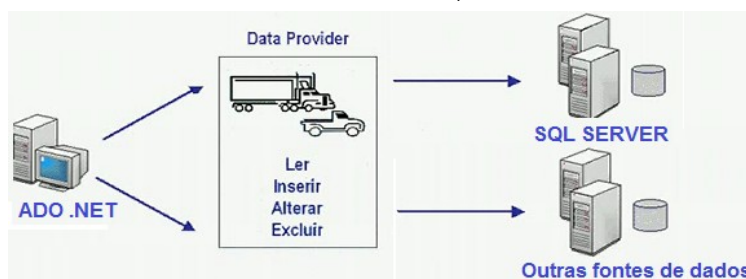 Data Provider
Ler
Inserir
Alterar
Excluir
ADO .NET
SQL SERVER
Outras fontes de dados